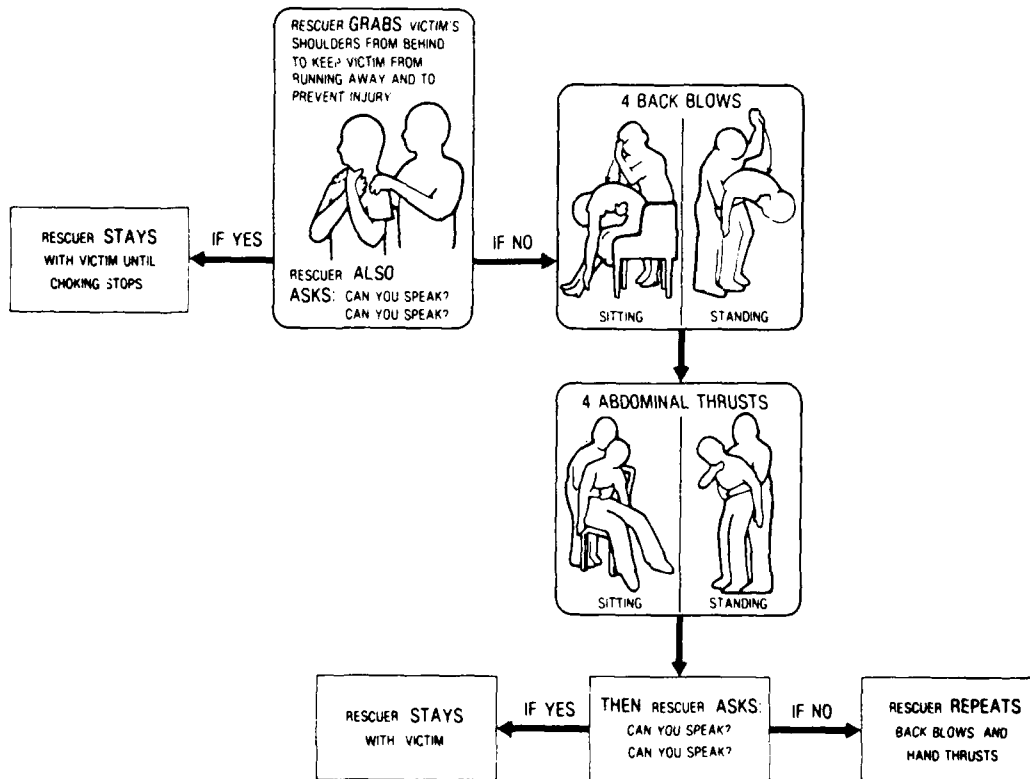 RESCUER GRABS VICTIM'S
SHOULDERS FROM BEHIND
TO KEEP VICTIM FROM
RUNNING AWAY AND TO
PREVENT INJURY
RESCUER ALSO
ASKS: CAN YOU SPEAK?
CAN YOU SPEAK?
IF YES
RESCUER STAYS
WITH VICTIM UNTIL
CHOKING STOPS
IF NO
4 BACK BLOWS
SITTING
STANDING
4 ABDOMINAL THRUSTS
SITTING
STANDING
THEN RESCUER ASKS:
CAN YOU SPEAK?
CAN YOU SPEAK?
IF YES
RESCUER STAYS
WITH VICTIM
IF NO
RESCUER REPEATS
BACK BLOWS AND
HAND THRUSTS